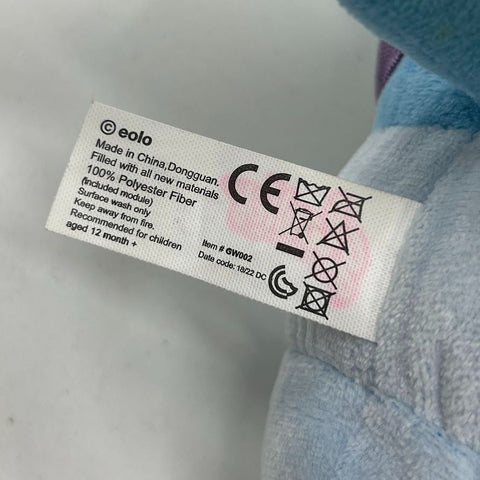 © eolo
Made in China,Dongguan.
Filled with all new materials
100% Polyester Fiber
(included module)
Surface wash only
Keep away from fire.
Recommended for children
aged 12 month +
Item # GW002
Date code: 18/22 DC
CE